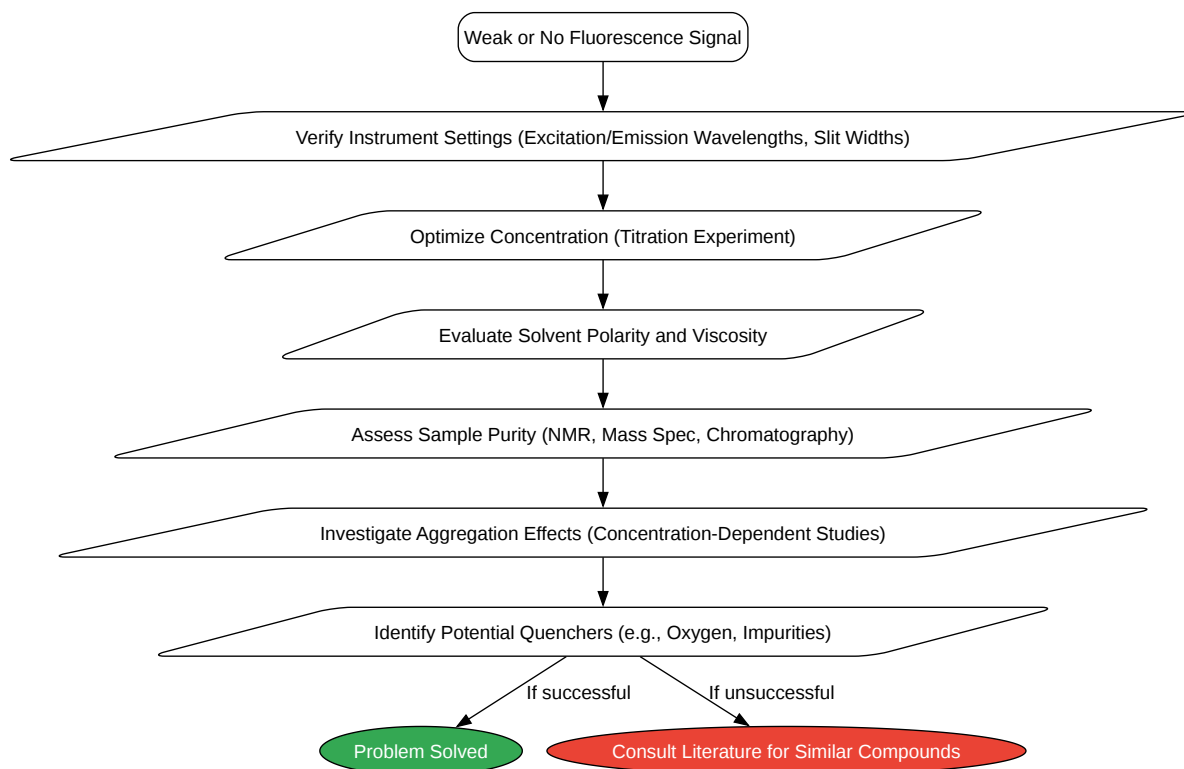 Weak or No Fluorescence Signal
Verify Instrument Settings (Excitation/Emission Wavelengths, Slit Widths)
Optimize Concentration (Titration Experiment)
Evaluate Solvent Polarity and Viscosity
Assess Sample Purity (NMR, Mass Spec, Chromatography)
Investigate Aggregation Effects (Concentration-Dependent Studies)
Identify Potential Quenchers (e.g., Oxygen, Impurities)
If successful
If unsuccessful
Problem Solved
Consult Literature for Similar Compounds